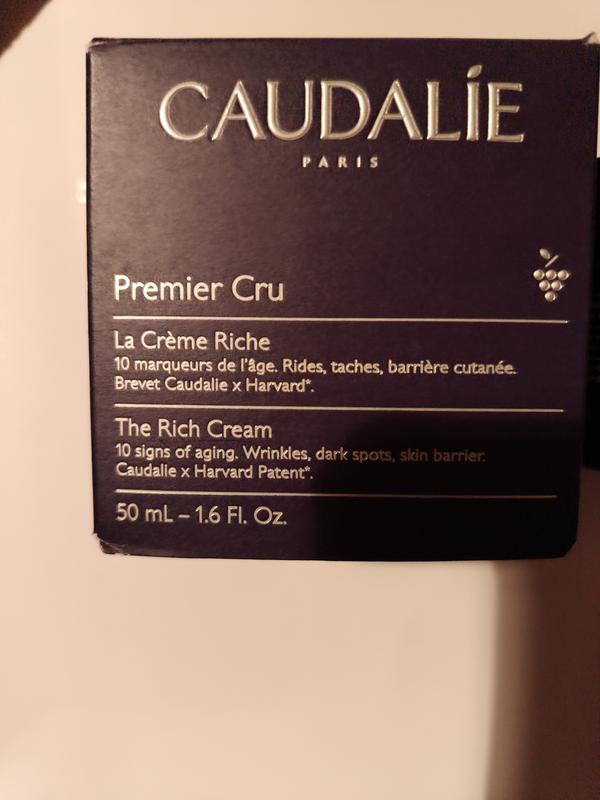 CAUDALÍE
PARIS
Premier Cru
La Crème Riche
10 marqueurs de l'âge. Rides, taches, barrière cutanée.
Brevet Caudalie x Harvard*.
The Rich Cream
10 signs of aging. Wrinkles, dark spots, skin barrier.
Caudalie x Harvard Patent*.
50 mL – 1.6 Fl. Oz.